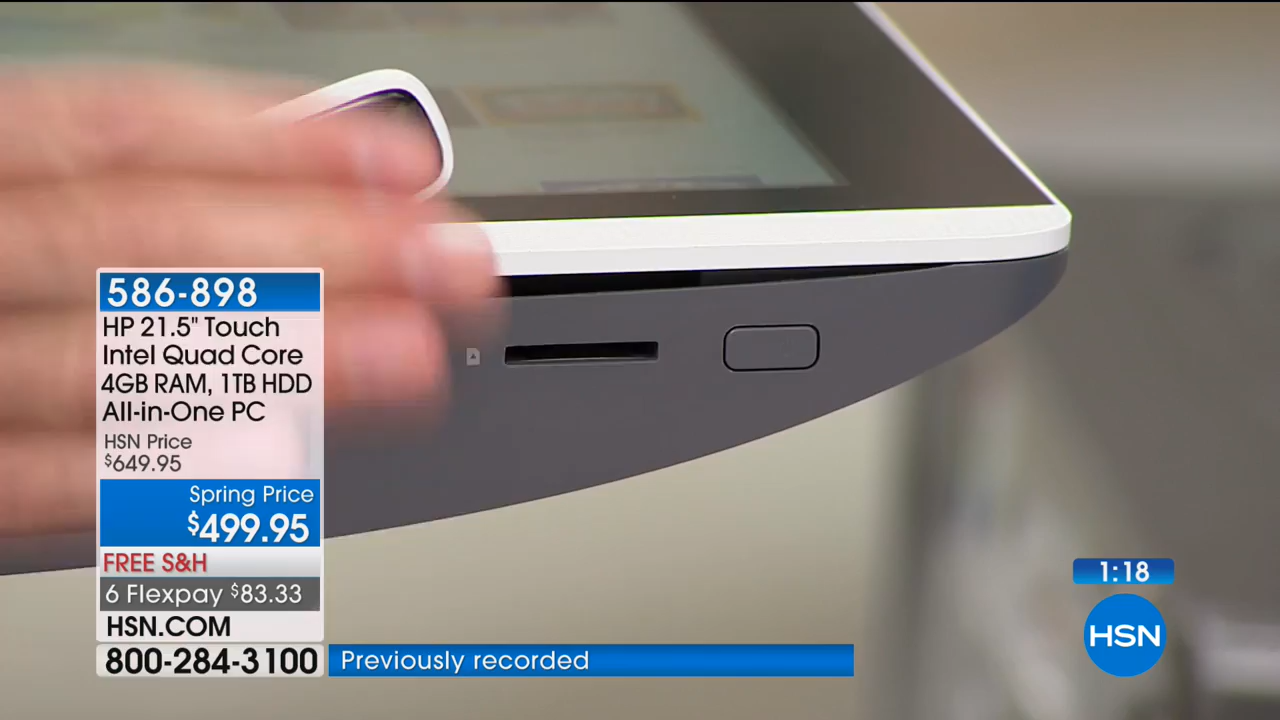 586-898
HP 21.5" Touch
Intel Quad Core
4GB RAM, 1TB HDD
All-in-One PC
HSN Price
$649.95
Spring Price
$499.95
FREE S&H
6 Flexpay $83.33
HSN.COM
800-284-3100
Previously recorded
1:18
HSN